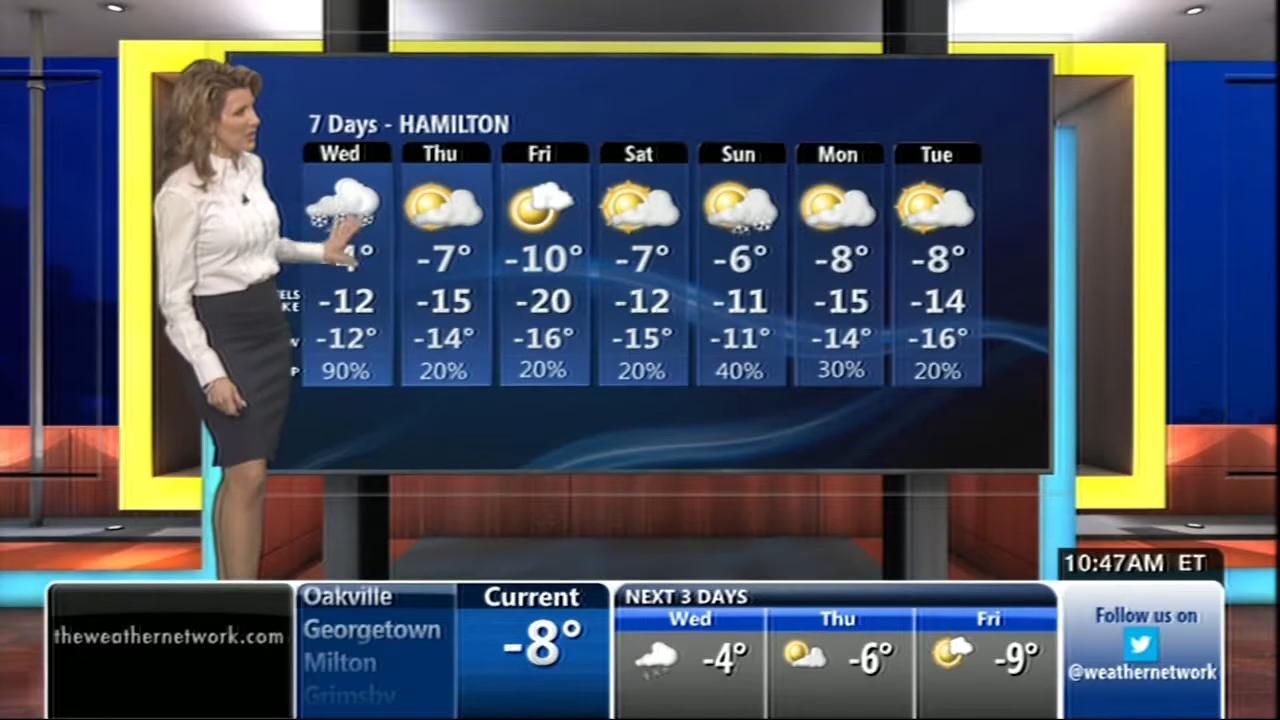 7 Days - HAMILTON
Wed Thu Fri Sat Sun Mon Tue
-4° -7° -10° -7° -6° -8° -8°
-12 -15 -20 -12 -11 -15 -14
-12° -14° -16° -15° -11° -14° -16°
P 90% 20% 20% 20% 40% 30% 20%
10:47AM ET
theweathernetwork.com
Oakville
Georgetown
Milton
Grimsby
Current
-8°
NEXT 3 DAYS
Wed Thu Fri
-4° -6° -9°
Follow us on
@weathernetwork